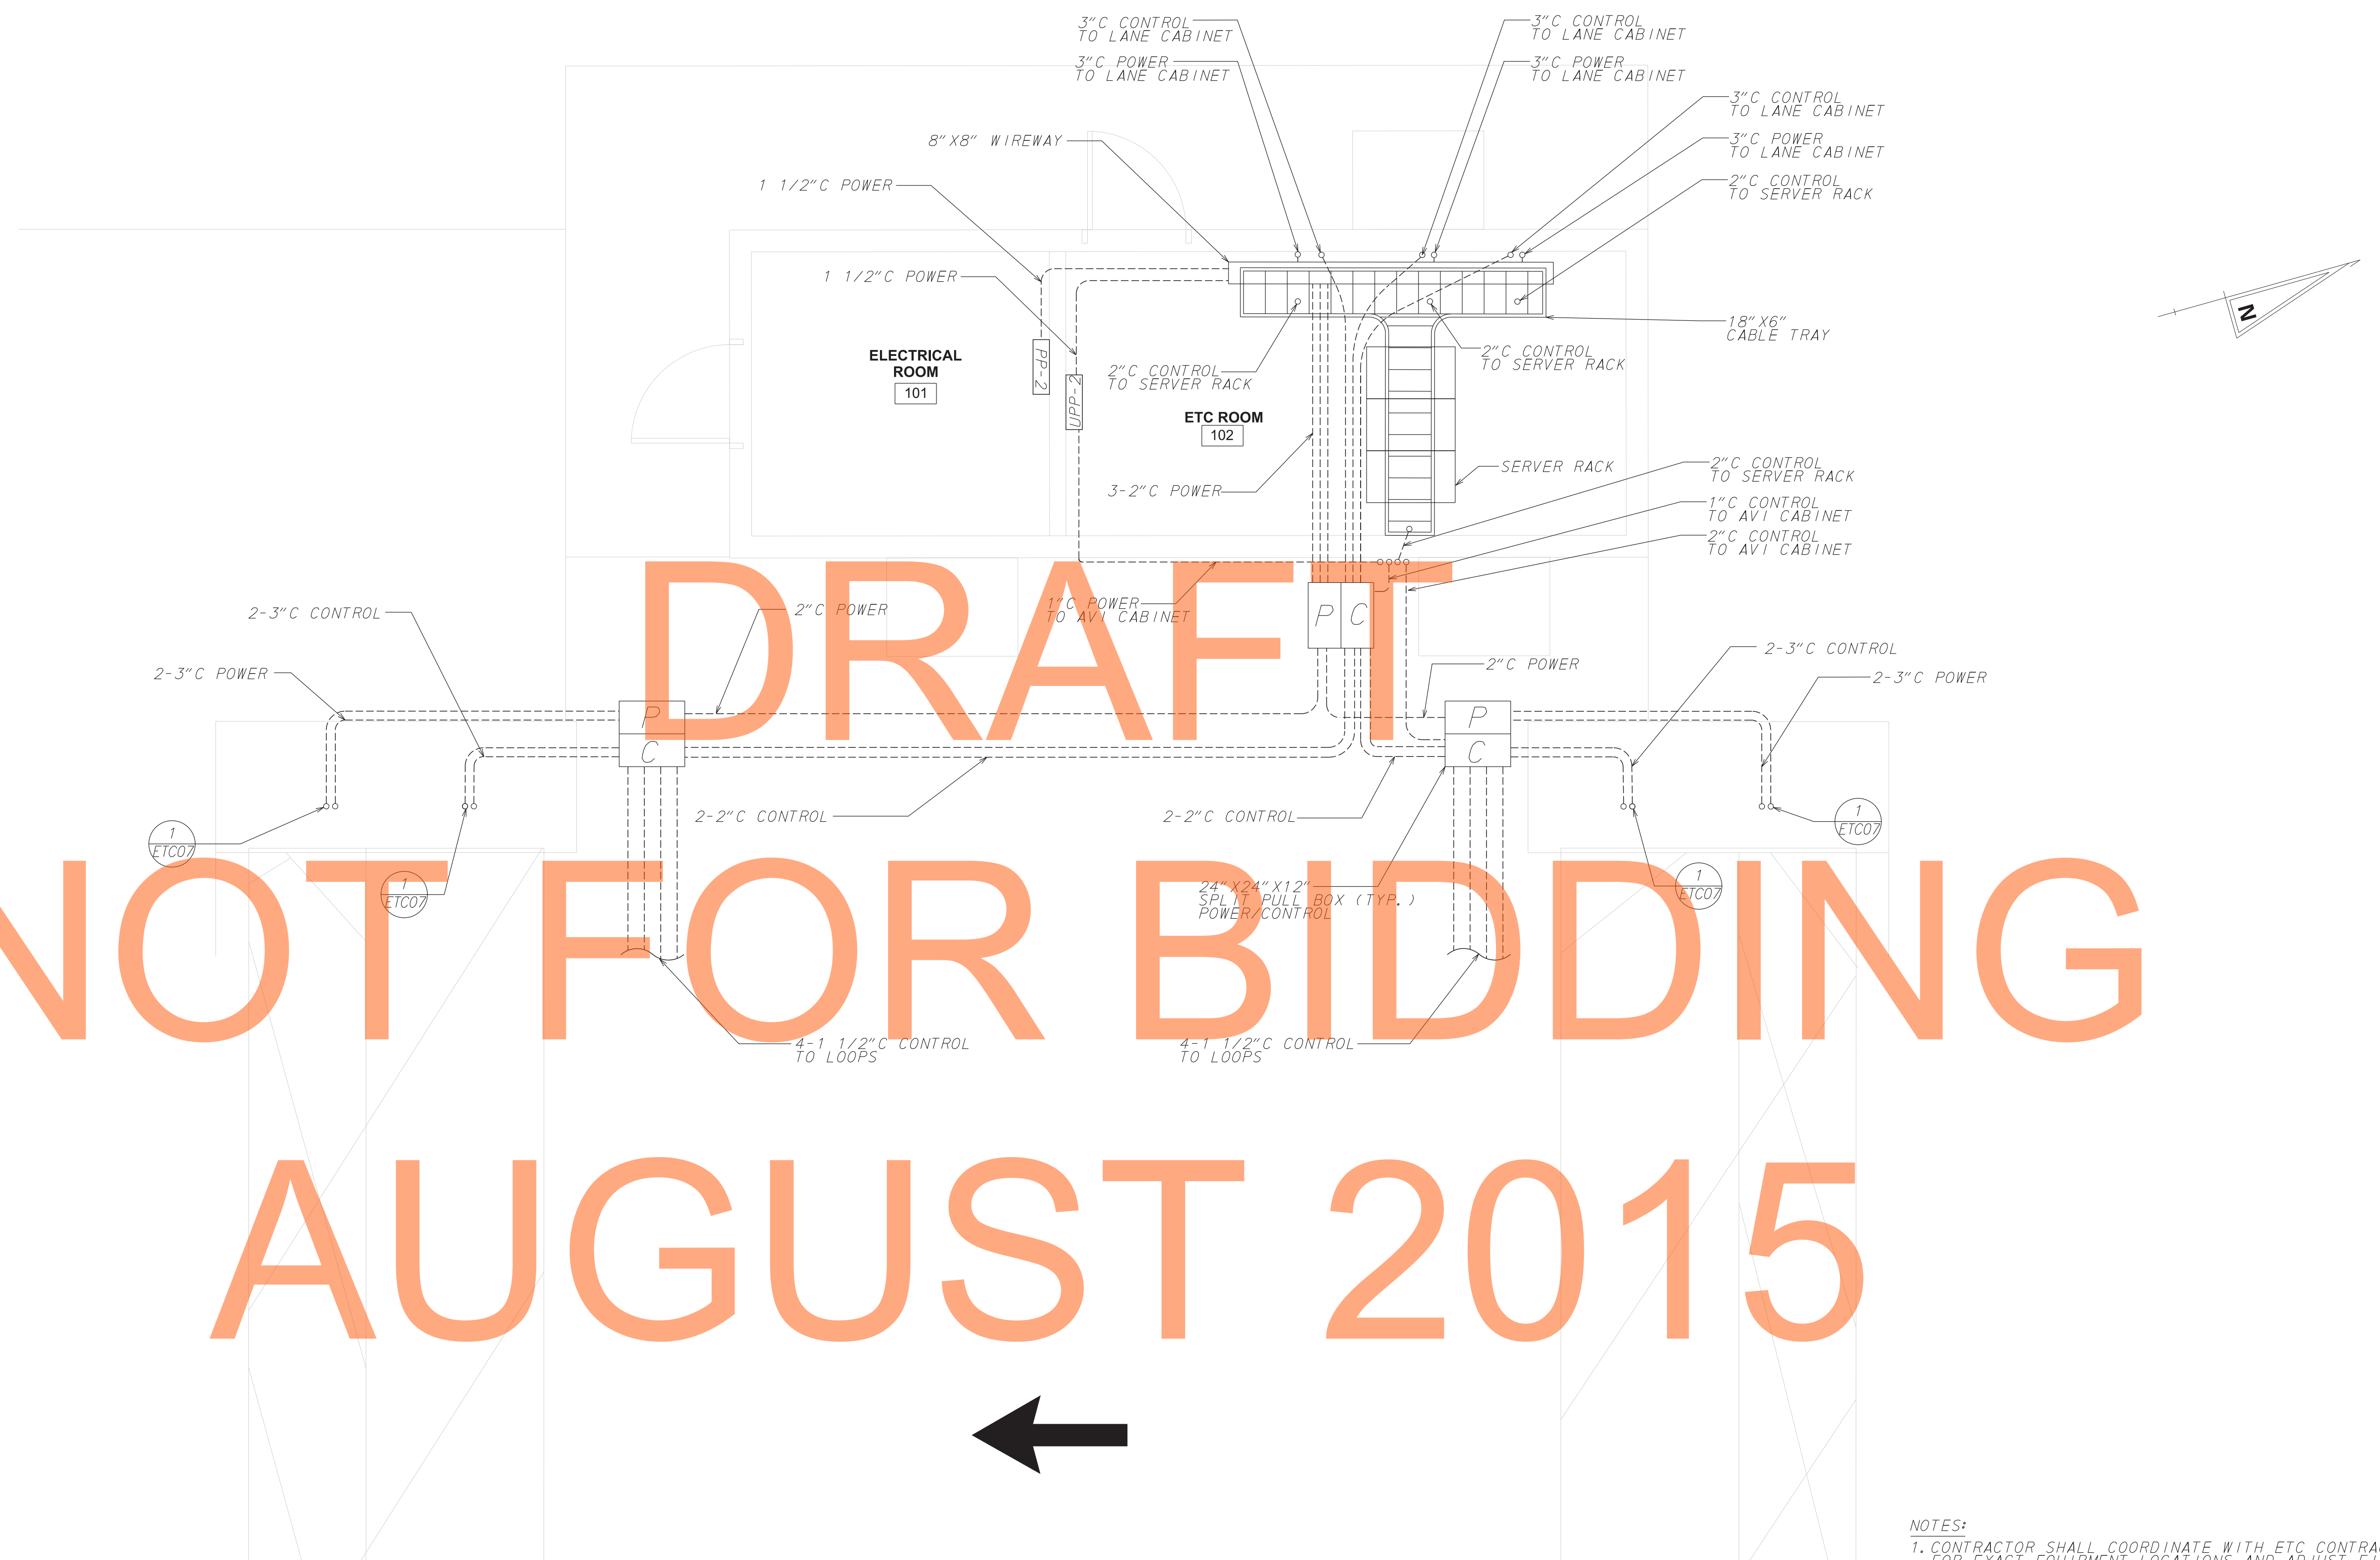 3"C CONTROL
TO LANE CABINET
3"C POWER
TO LANE CABINET
3"C CONTROL
TO LANE CABINET
3"C POWER
TO LANE CABINET
3"C CONTROL
TO LANE CABINET
3"C POWER
TO LANE CABINET
2"C CONTROL
TO SERVER RACK
8"X8" WIREWAY
1 1/2"C POWER
1 1/2"C POWER
N
18"X6"
CABLE TRAY
ELECTRICAL
ROOM
101
PP-2
UPP-2
2"C CONTROL
TO SERVER RACK
2"C CONTROL
TO SERVER RACK
ETC ROOM
102
3-2"C POWER
SERVER RACK
2"C CONTROL
TO SERVER RACK
1"C CONTROL
TO AVI CABINET
2"C CONTROL
TO AVI CABINET
DRAFT
2-3"C CONTROL
2"C POWER
1"C POWER
TO AVI CABINET
P C
2-3"C POWER
2"C POWER
2-3"C CONTROL
2-3"C POWER
P
C
P
C
2-2"C CONTROL
2-2"C CONTROL
1
ETC07
1
ETC07
1
ETC07
1
ETC07
24"X24"X12"
SPLIT PULL BOX (TYP.)
POWER/CONTROL
NOT FOR BIDDING
4-1 1/2"C CONTROL
TO LOOPS
4-1 1/2"C CONTROL
TO LOOPS
AUGUST 2015
NOTES:
1. CONTRACTOR SHALL COORDINATE WITH ETC
FOR EXACT EQUIPMENT LOCATIONS AND ADJUST